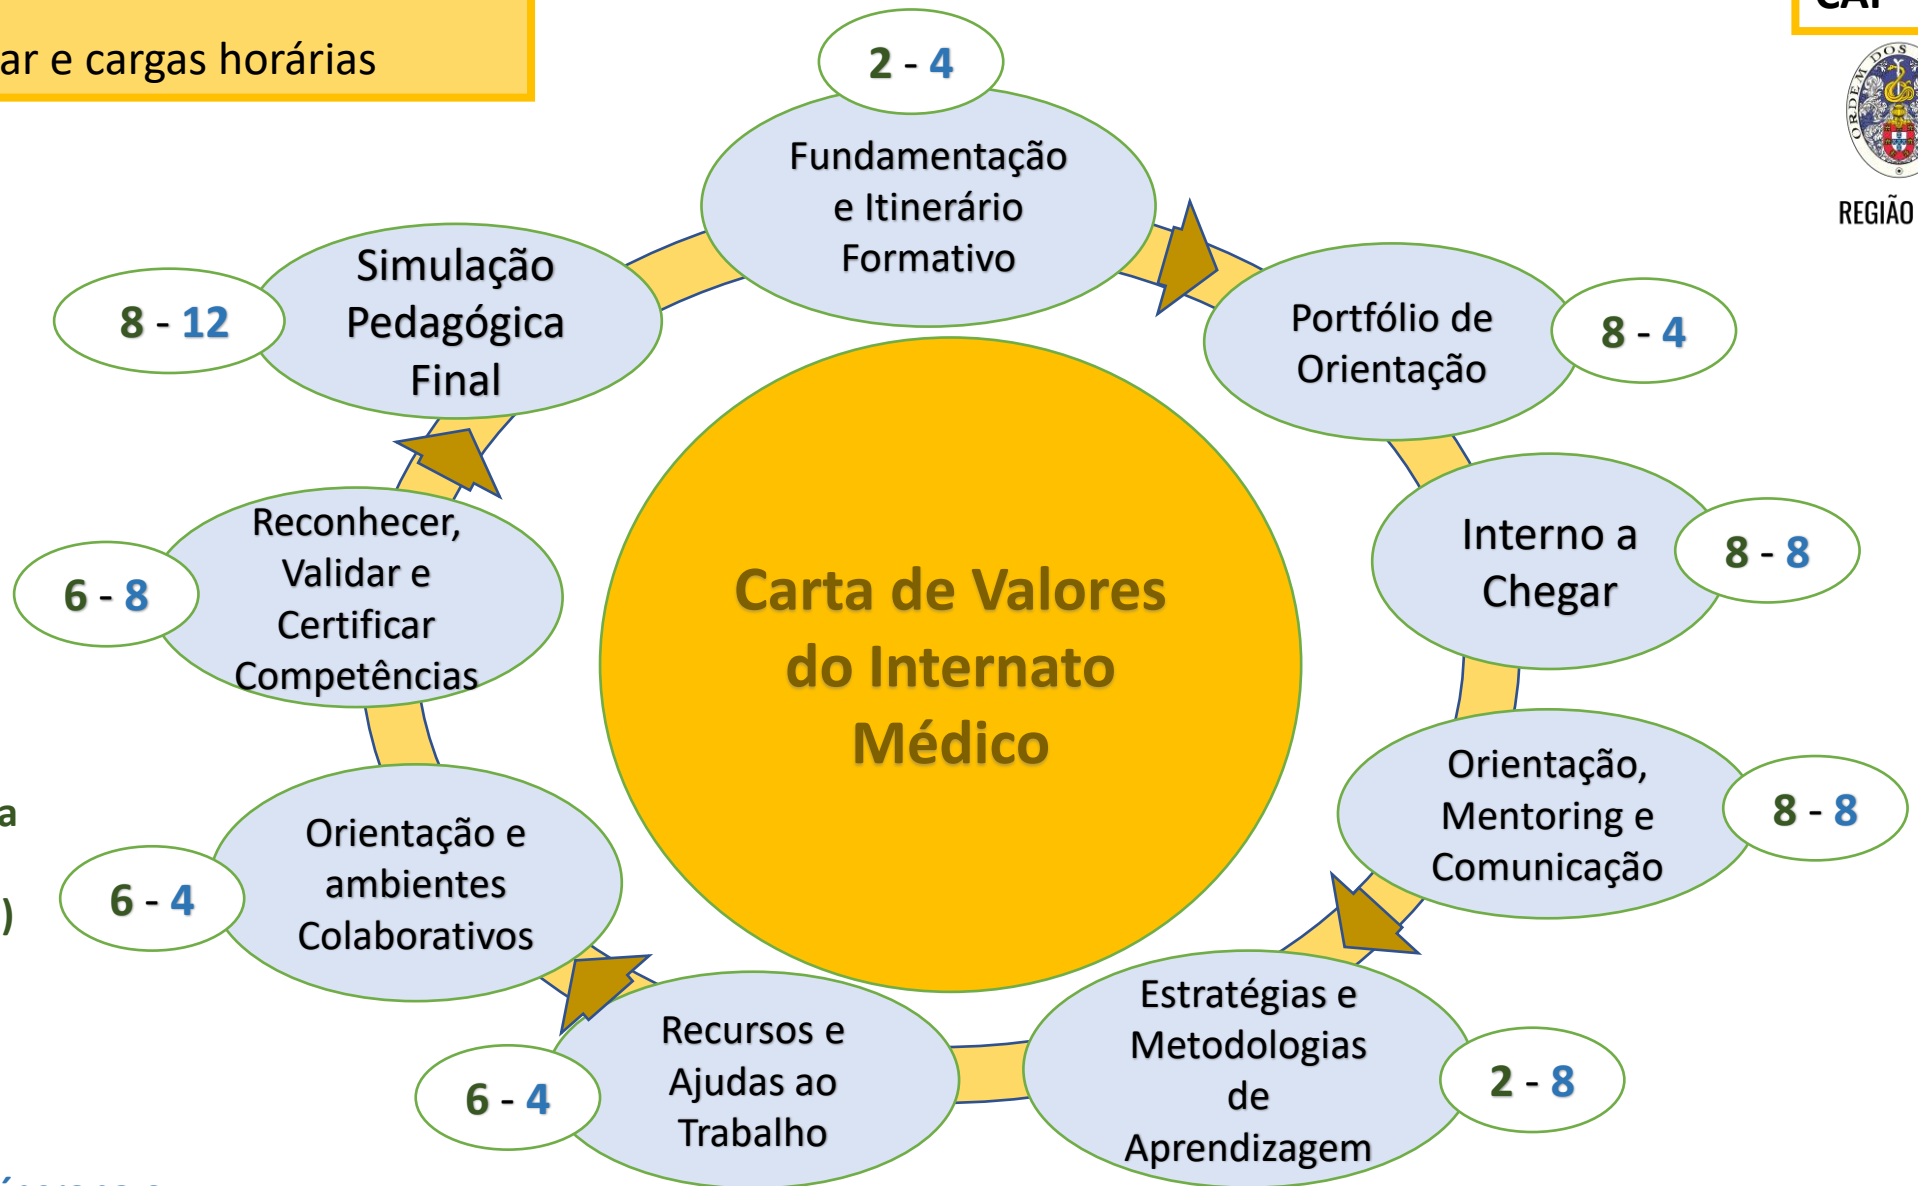 ar e cargas horárias
2 - 4
Fundamentação
e Itinerário
Formativo
ORDEM DOS
REGIÃO
Portfólio de
Orientação
8 - 4
Interno a
Chegar
8 - 8
Orientação,
Mentoring e
Comunicação
8 - 8
Estratégias e
Metodologias
de
Aprendizagem
2 - 8
Recursos e
Ajudas ao
Trabalho
6 - 4
Orientação e
ambientes
Colaborativos
6 - 4
a
)
Reconhecer,
Validar e
Certificar
Competências
6 - 8
Simulação
Pedagógica
Final
8 - 12
Carta de Valores
do Internato
Médico